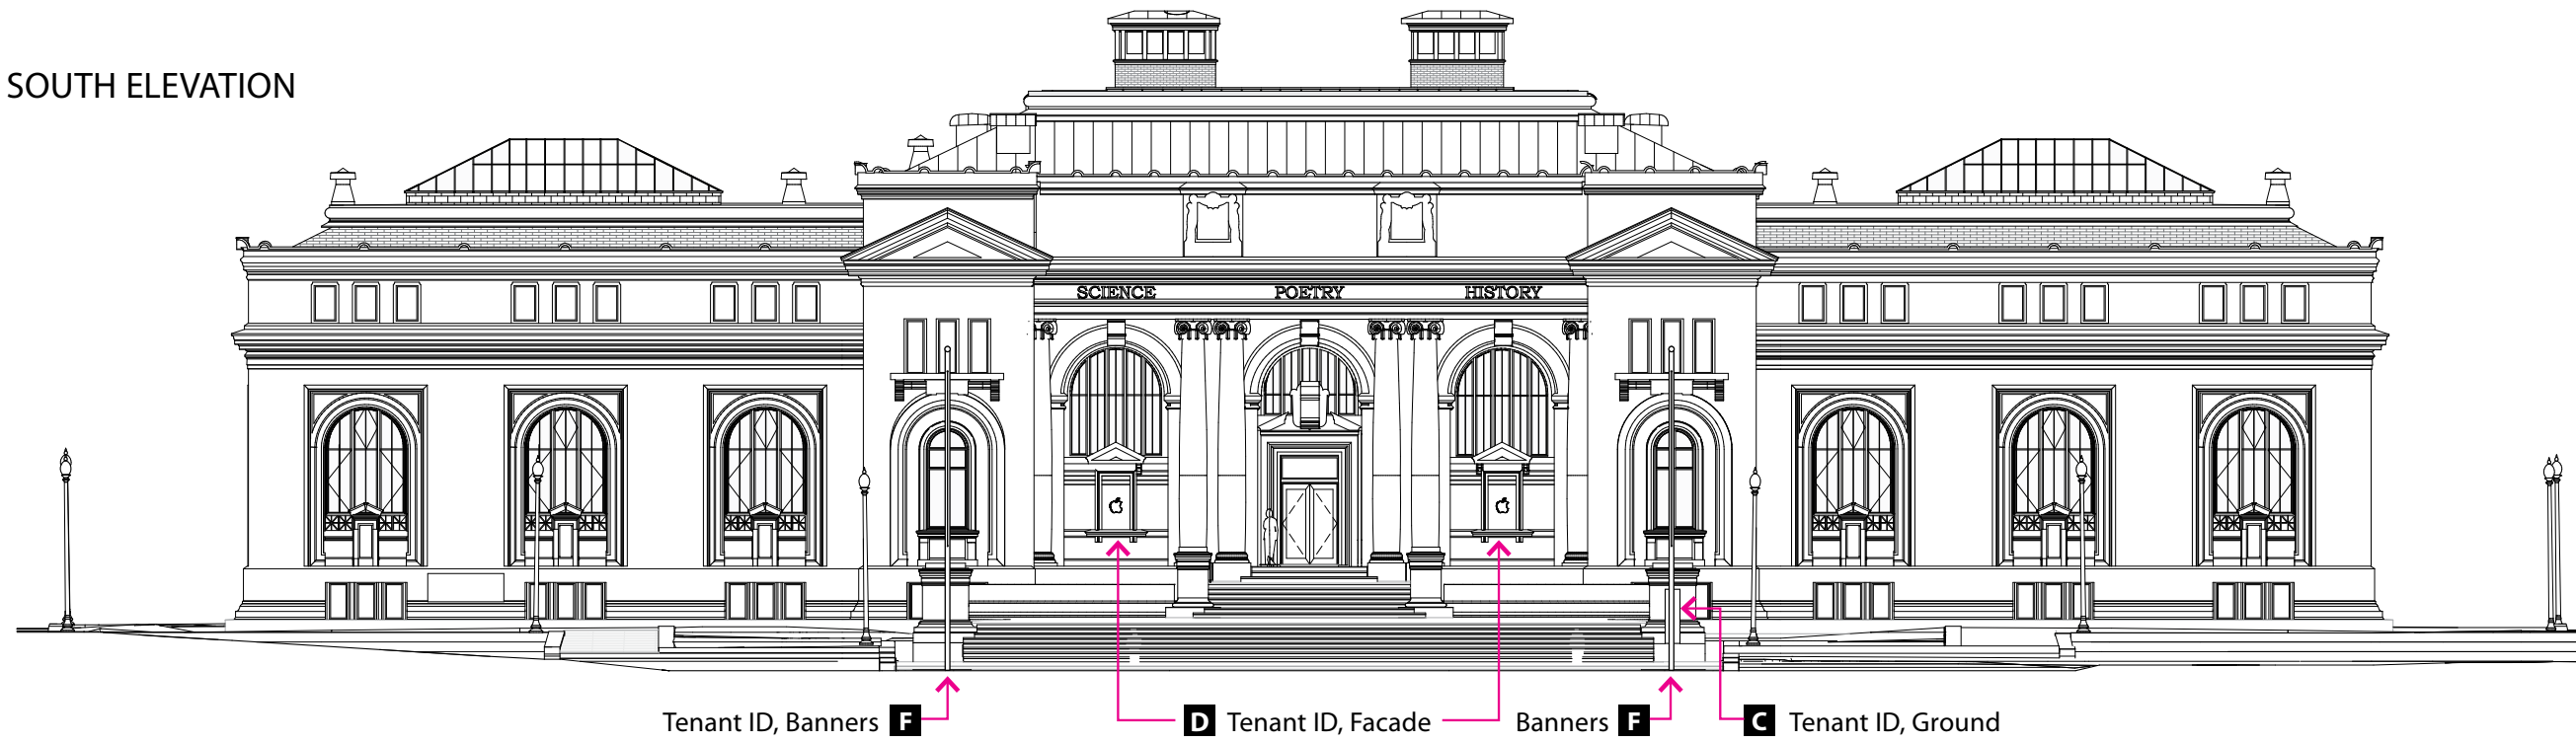 SOUTH ELEVATION
SCIENCE POETRY HISTORY
Tenant ID, Banners F D Tenant ID, Facade Banners F C Tenant ID, Ground